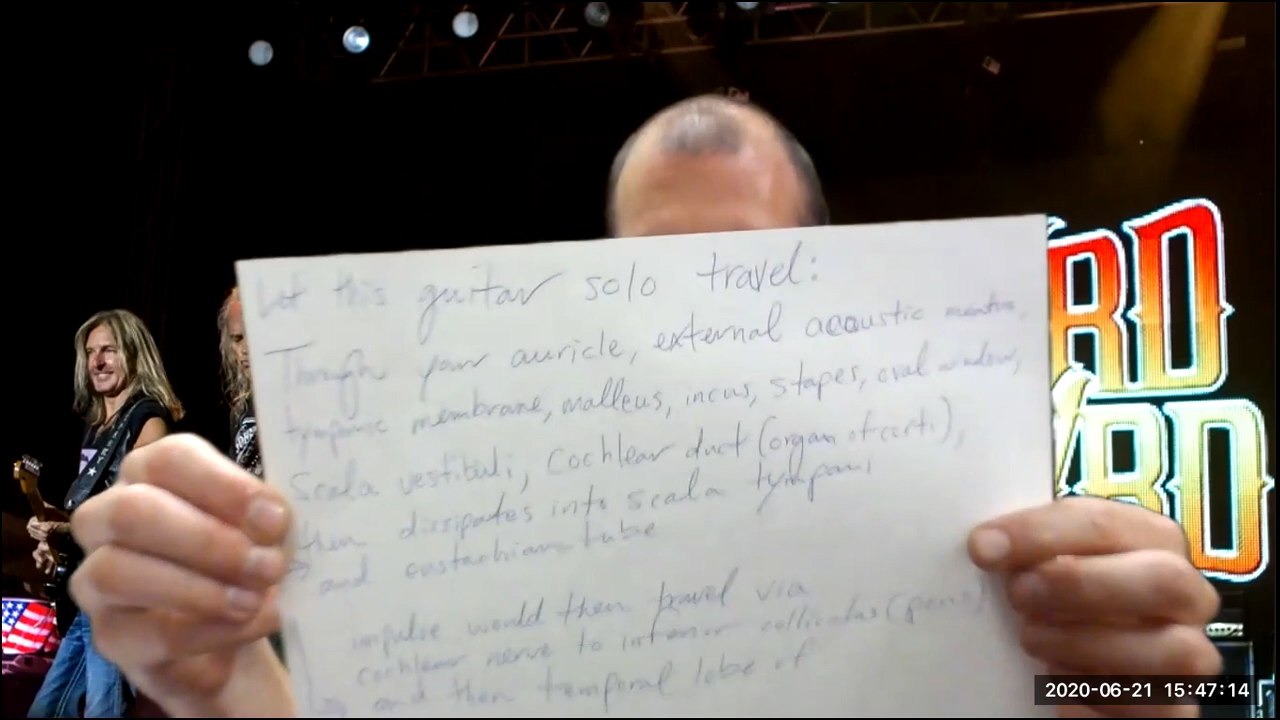 Let this guitar solo travel:
Through your auricle, external acoustic meatus,
tympanic membrane, malleus, incus, stapes, oval window,
Scala vestibuli, Cochlear duct (organ of corti),
then dissipates into scala tympani
and eustachian tube
impulse would then travel via
cochlear nerve to inferior colliculus (pons)
and then temporal lobe of
RD
YRD
2020-06-21 15:47:14